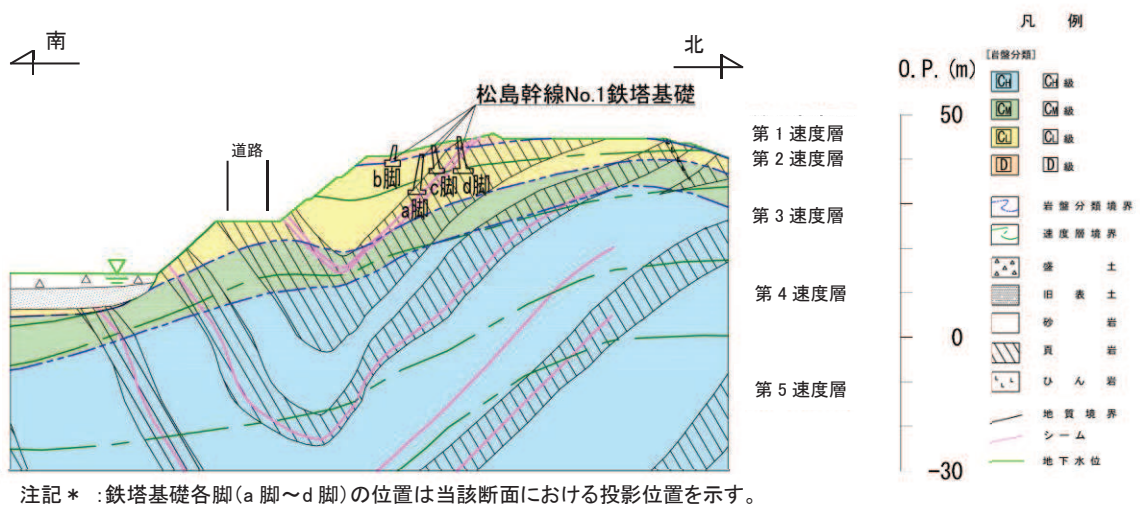 南
北
松島幹線No.1鉄塔基礎
道路
b脚
c脚
d脚
a脚
第1速度層
第2速度層
第3速度層
第4速度層
第5速度層
O.P.(m)
50
0
-30
凡 例
[岩盤分類]
CH CH 級
CM CM 級
CL CL 級
D D 級
岩盤分類境界
速度層境界
盛 土
旧 表 土
砂 岩
頁 岩
ひ ん 岩
地 質 境 界
シ ー ム
地 下 水 位
注記* :鉄塔基礎各脚(a脚~d脚)の位置は当該断面における投影位置を示す。